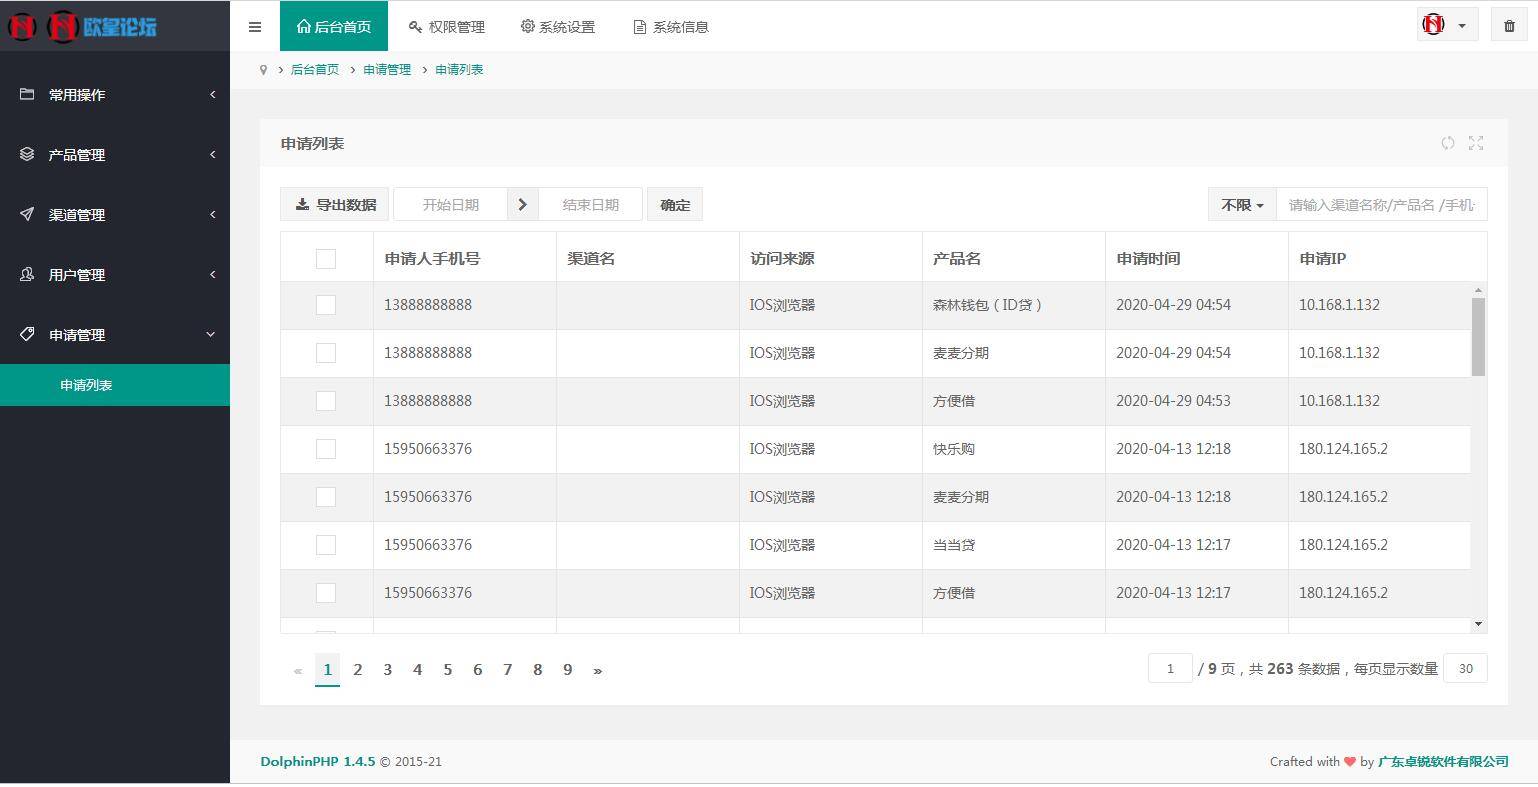 欧皇论坛
后台首页 权限管理 系统设置 系统信息
后台首页 > 申请管理 > 申请列表
常用操作
产品管理
渠道管理
用户管理
申请管理
申请列表
申请列表
导出数据 开始日期 结束日期 确定 不限 请输入渠道名称/产品名 /手机
申请人手机号 渠道名 访问来源 产品名 申请时间 申请IP
13888888888 IOS浏览器 森林钱包（ID贷） 2020-04-29 04:54 10.168.1.132
13888888888 IOS浏览器 麦麦分期 2020-04-29 04:54 10.168.1.132
13888888888 IOS浏览器 方便借 2020-04-29 04:53 10.168.1.132
15950663376 IOS浏览器 快乐购 2020-04-13 12:18 180.124.165.2
15950663376 IOS浏览器 麦麦分期 2020-04-13 12:18 180.124.165.2
15950663376 IOS浏览器 当当贷 2020-04-13 12:17 180.124.165.2
15950663376 IOS浏览器 方便借 2020-04-13 12:17 180.124.165.2
« 1 2 3 4 5 6 7 8 9 » 1 / 9 页，共 263 条数据，每页显示数量 30
DolphinPHP 1.4.5 © 2015-21 Crafted with ♥ by 广东卓锐软件有限公司